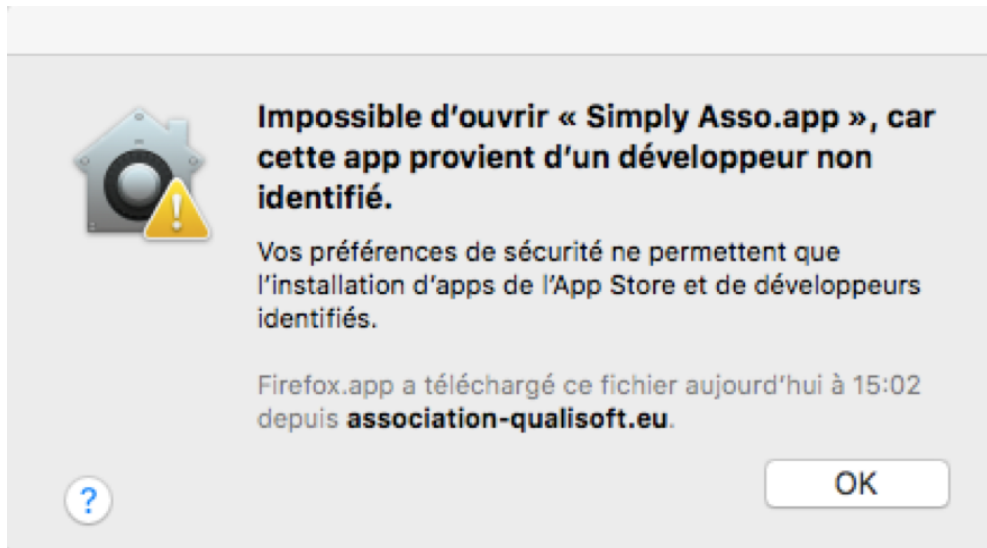 Impossible d'ouvrir « Simply Asso.app », car
cette app provient d'un développeur non
identifié.
Vos préférences de sécurité ne permettent que
l'installation d'apps de l'App Store et de développeurs
identifiés.
Firefox.app a téléchargé ce fichier aujourd'hui à 15:02
depuis association-qualisoft.eu.
?
OK